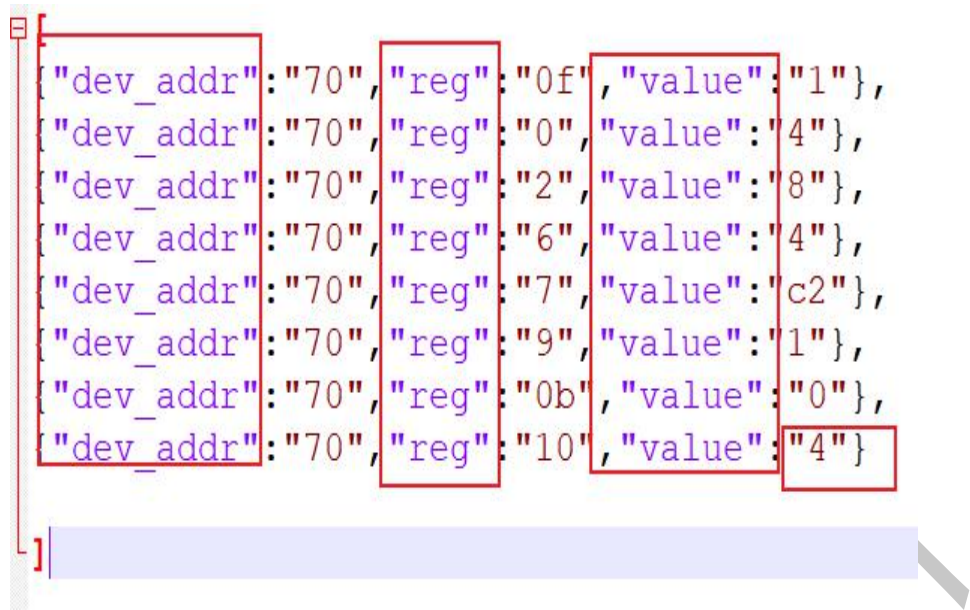 [
{"dev_addr":"70","reg":"0f","value":"1"},
{"dev_addr":"70","reg":"0","value":"4"},
{"dev_addr":"70","reg":"2","value":"8"},
{"dev_addr":"70","reg":"6","value":"4"},
{"dev_addr":"70","reg":"7","value":"c2"},
{"dev_addr":"70","reg":"9","value":"1"},
{"dev_addr":"70","reg":"0b","value":"0"},
{"dev_addr":"70","reg":"10","value":"4"}
]